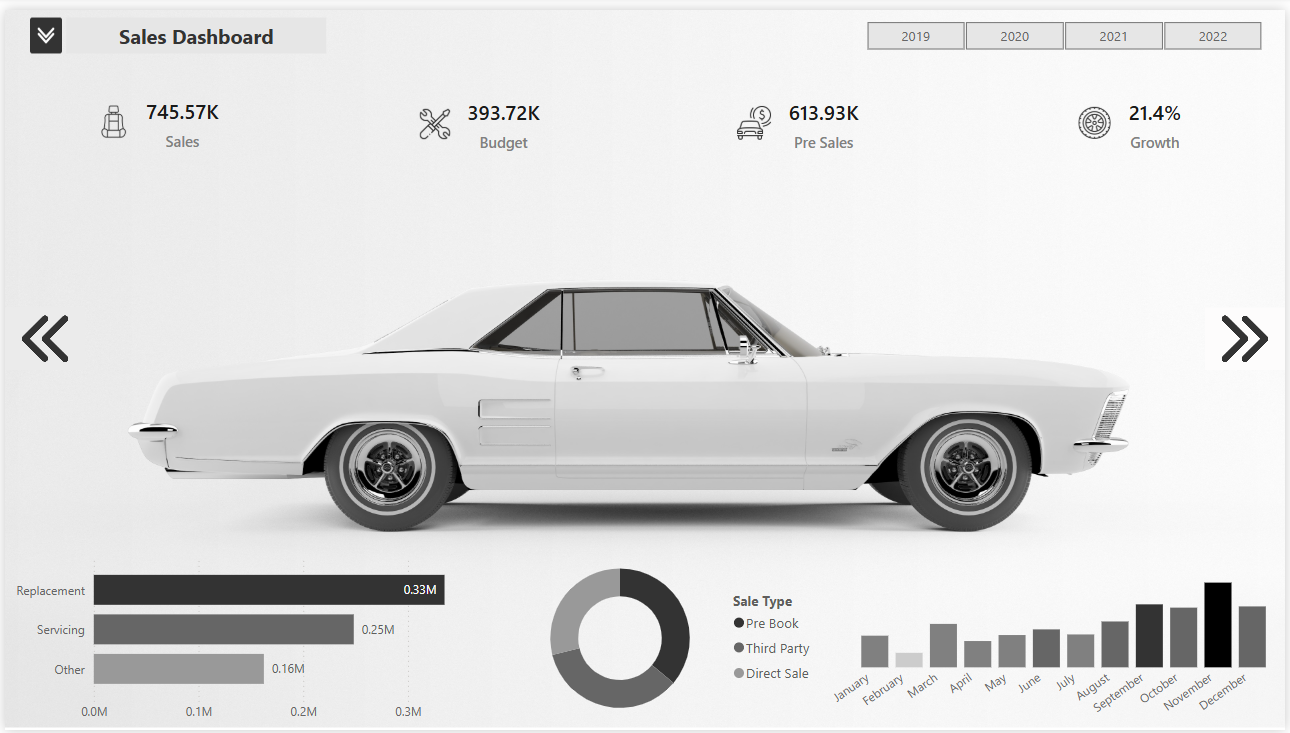 Sales Dashboard
2019 2020 2021 2022
745.57K
Sales
393.72K
Budget
613.93K
Pre Sales
21.4%
Growth
Replacement 0.33M
Servicing 0.25M
Other 0.16M
0.0M 0.1M 0.2M 0.3M
Sale Type
Pre Book
Third Party
Direct Sale
January February March April May June July August September October November December